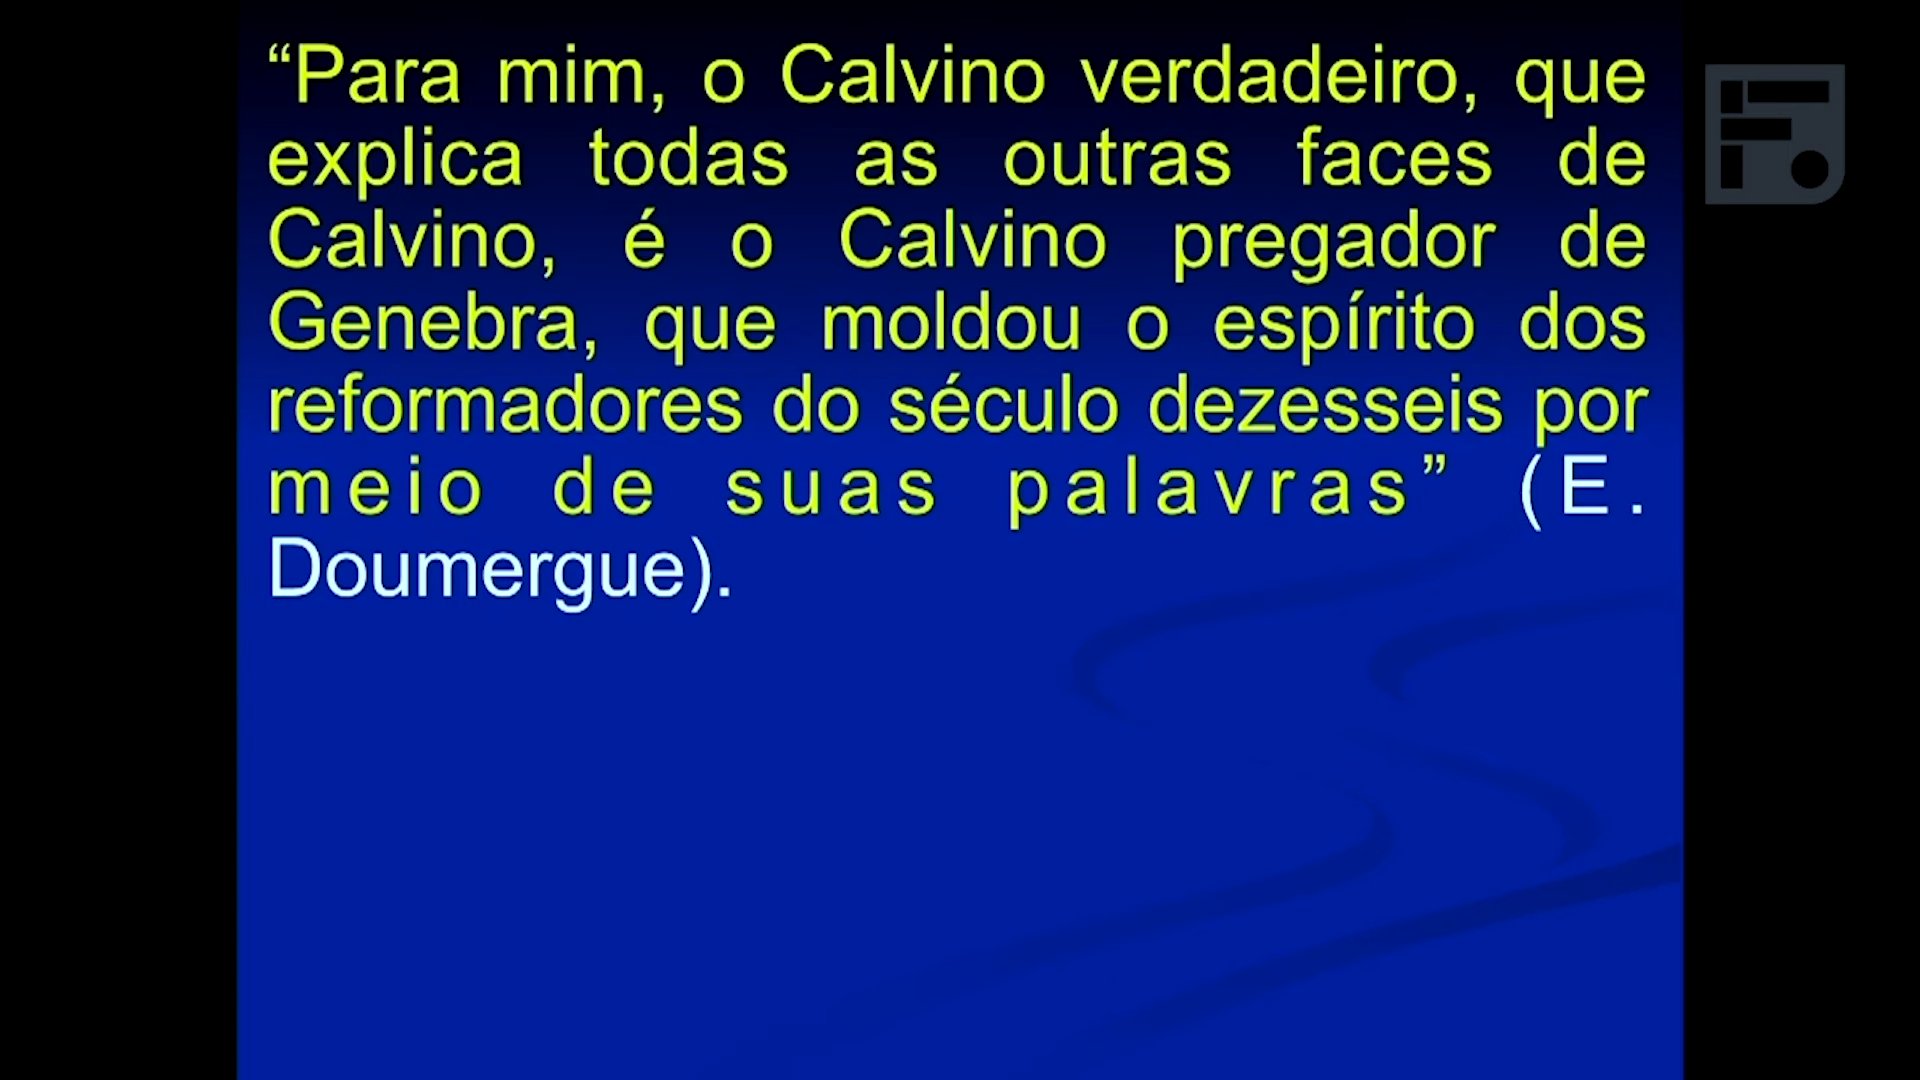 “Para mim, o Calvino verdadeiro, que
explica todas as outras faces de
Calvino, é o Calvino pregador de
Genebra, que moldou o espírito dos
reformadores do século dezesseis por
meio de suas palavras” (E.
Doumergue).